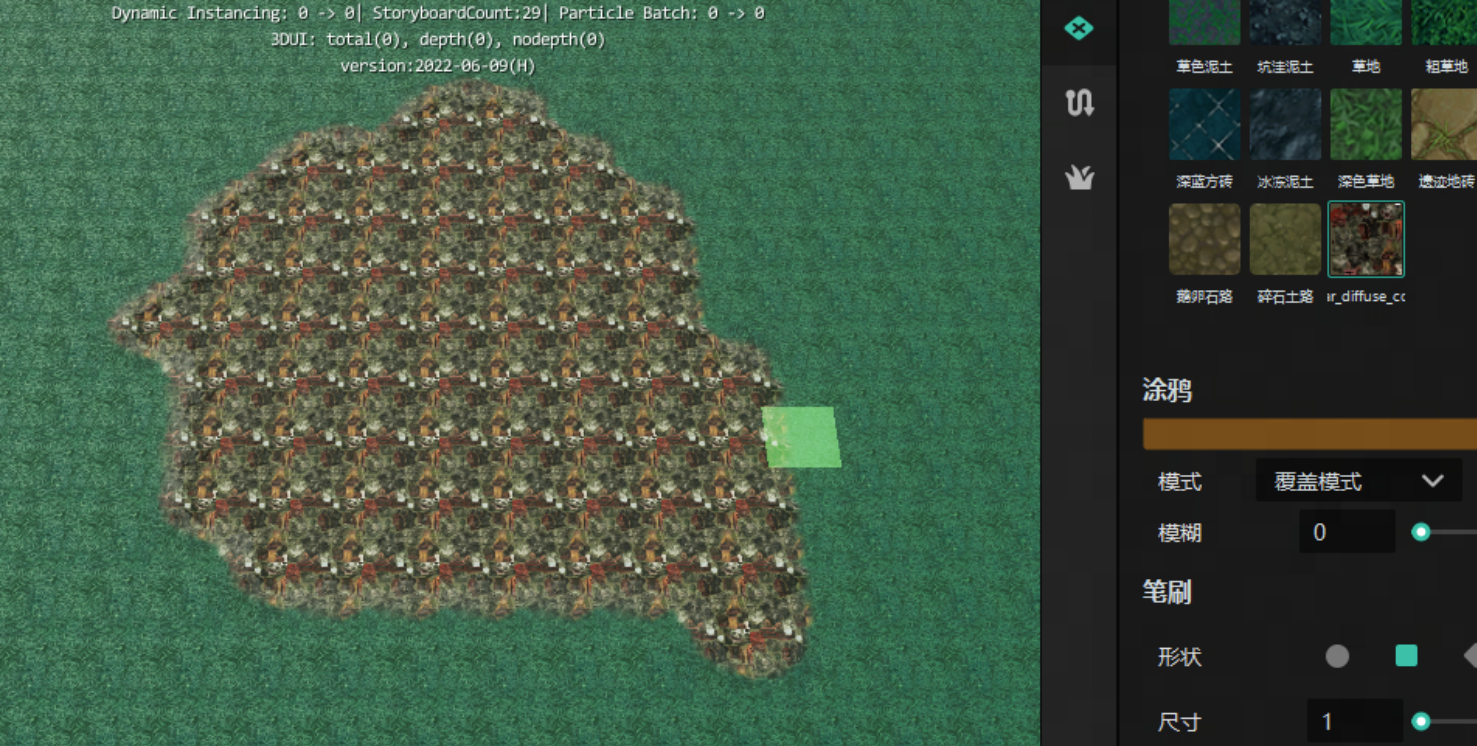 Dynamic Instancing: 0 -> 0| StoryboardCount:29| Particle Batch: 0 -> 0
3DUI: total(0), depth(0), nodepth(0)
version:2022-06-09(H)
草色泥土 坑洼泥土 草地 粗草地
深蓝方砖 冰冻泥土 深色草地 遗迹地砖
鹅卵石路 碎石土路 ar_diffuse_co
涂鸦
模式 覆盖模式
模糊 0
笔刷
形状
尺寸 1